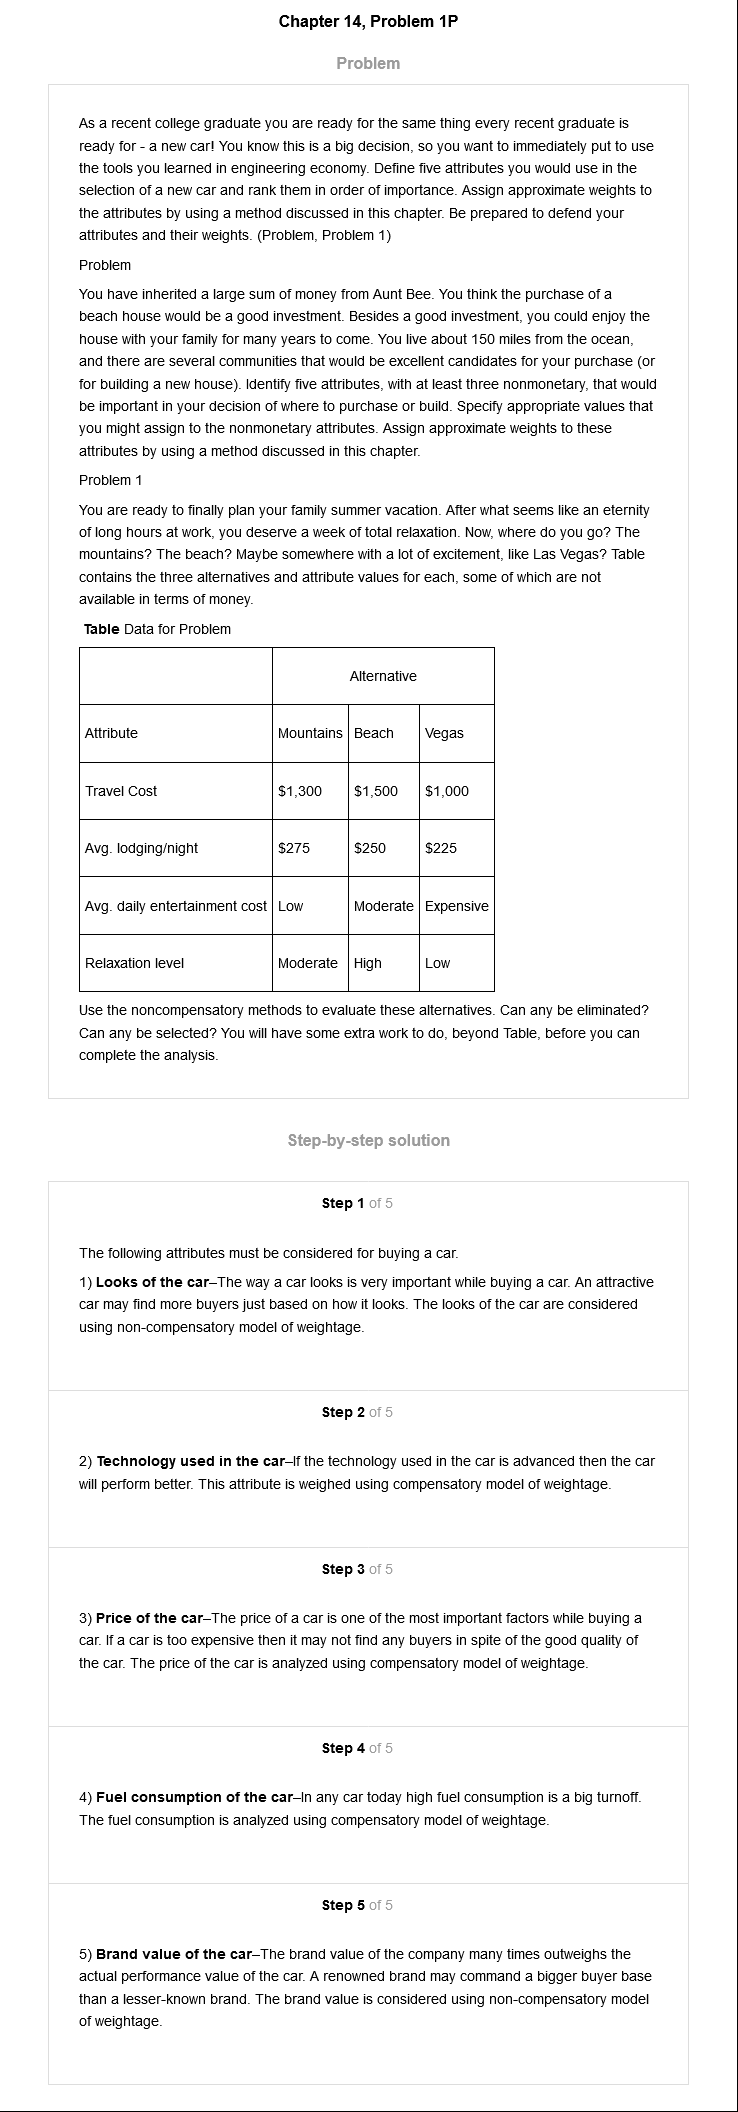 Chapter 14, Problem 1P
Problem
As a recent college graduate you are ready for the same thing every recent graduate is
ready for - a new car! You know this is a big decision, so you want to immediately put to use
the tools you learned in engineering economy. Define five attributes you would use in the
selection of a new car and rank them in order of importance. Assign approximate weights to
the attributes by using a method discussed in this chapter. Be prepared to defend your
attributes and their weights. (Problem, Problem 1)
Problem
You have inherited a large sum of money from Aunt Bee. You think the purchase of a
beach house would be a good investment. Besides a good investment, you could enjoy the
house with your family for many years to come. You live about 150 miles from the ocean,
and there are several communities that would be excellent candidates for your purchase (or
for building a new house). Identify five attributes, with at least three nonmonetary, that would
be important in your decision of where to purchase or build. Specify appropriate values that
you might assign to the nonmonetary attributes. Assign approximate weights to these
attributes by using a method discussed in this chapter.
Problem 1
You are ready to finally plan your family summer vacation. After what seems like an eternity
of long hours at work, you deserve a week of total relaxation. Now, where do you go? The
mountains? The beach? Maybe somewhere with a lot of excitement, like Las Vegas? Table
contains the three alternatives and attribute values for each, some of which are not
available in terms of money.
Table Data for Problem
Alternative
Attribute Mountains Beach Vegas
Travel Cost $1,300 $1,500 $1,000
Avg. lodging/night $275 $250 $225
Avg. daily entertainment cost Low Moderate Expensive
Relaxation level Moderate High Low
Use the noncompensatory methods to evaluate these alternatives. Can any be eliminated?
Can any be selected? You will have some extra work to do, beyond Table, before you can
complete the analysis.
Step-by-step solution
Step 1 of 5
The following attributes must be considered for buying a car.
1) Looks of the car–The way a car looks is very important while buying a car. An attractive
car may find more buyers just based on how it looks. The looks of the car are considered
using non-compensatory model of weightage.
Step 2 of 5
2) Technology used in the car–If the technology used in the car is advanced then the car
will perform better. This attribute is weighed using compensatory model of weightage.
Step 3 of 5
3) Price of the car–The price of a car is one of the most important factors while buying a
car. If a car is too expensive then it may not find any buyers in spite of the good quality of
the car. The price of the car is analyzed using compensatory model of weightage.
Step 4 of 5
4) Fuel consumption of the car–In any car today high fuel consumption is a big turnoff.
The fuel consumption is analyzed using compensatory model of weightage.
Step 5 of 5
5) Brand value of the car–The brand value of the company many times outweighs the
actual performance value of the car. A renowned brand may command a bigger buyer base
than a lesser-known brand. The brand value is considered using non-compensatory model
of weightage.